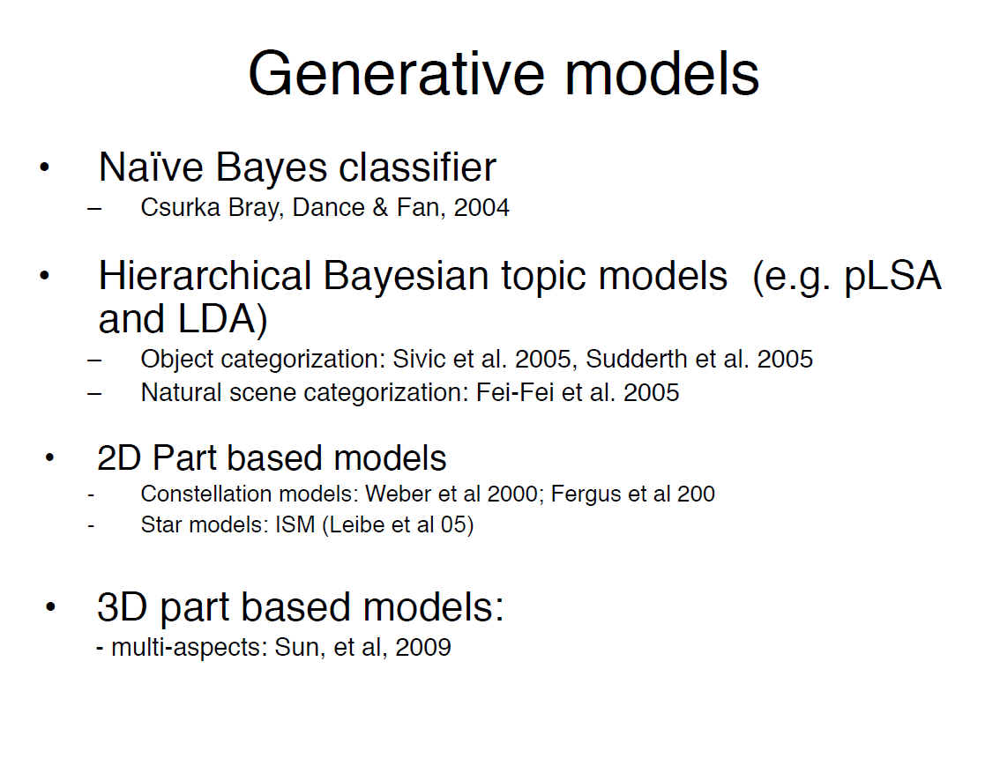 Generative models
• Naïve Bayes classifier
– Csurka Bray, Dance & Fan, 2004
• Hierarchical Bayesian topic models (e.g. pLSA
and LDA)
– Object categorization: Sivic et al. 2005, Sudderth et al. 2005
– Natural scene categorization: Fei-Fei et al. 2005
• 2D Part based models
- Constellation models: Weber et al 2000; Fergus et al 200
- Star models: ISM (Leibe et al 05)
• 3D part based models:
- multi-aspects: Sun, et al, 2009